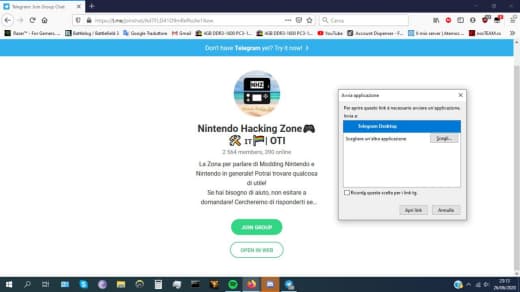 Telegram: Join Group Chat
https://t.me/joinchat/
Cerca
Razer™ - For Gamers.
Battlelog / Battlefield 3
Google Traduttore
Gmail
4GB DDR3-1600 PC3-1
4GB DDR3-1600 PC3-1
YouTube
Account Dispenser - F
Il mio server | Aternos
Don't have Telegram yet? Try it now!
NHZ
Nintendo Hacking Zone🎮
🛠 IT🏁| OTI
2 564 members, 390 online
La Zona per parlare di Modding Nintendo e
Nintendo in generale! Potrai trovare qualcosa
di utile!
Se hai bisogno di aiuto, non esitare a
domandare! Cercheremo di risponderti se...
JOIN GROUP
OPEN IN WEB
Avvia applicazione
Per aprire questo link è necessario avviare un'applicazione.
Invia a:
Telegram Desktop
Scegliere un'altra applicazione
Scegli...
Ricorda questa scelta per i link tg.
Apri link
Annulla
23:13
26/06/2020